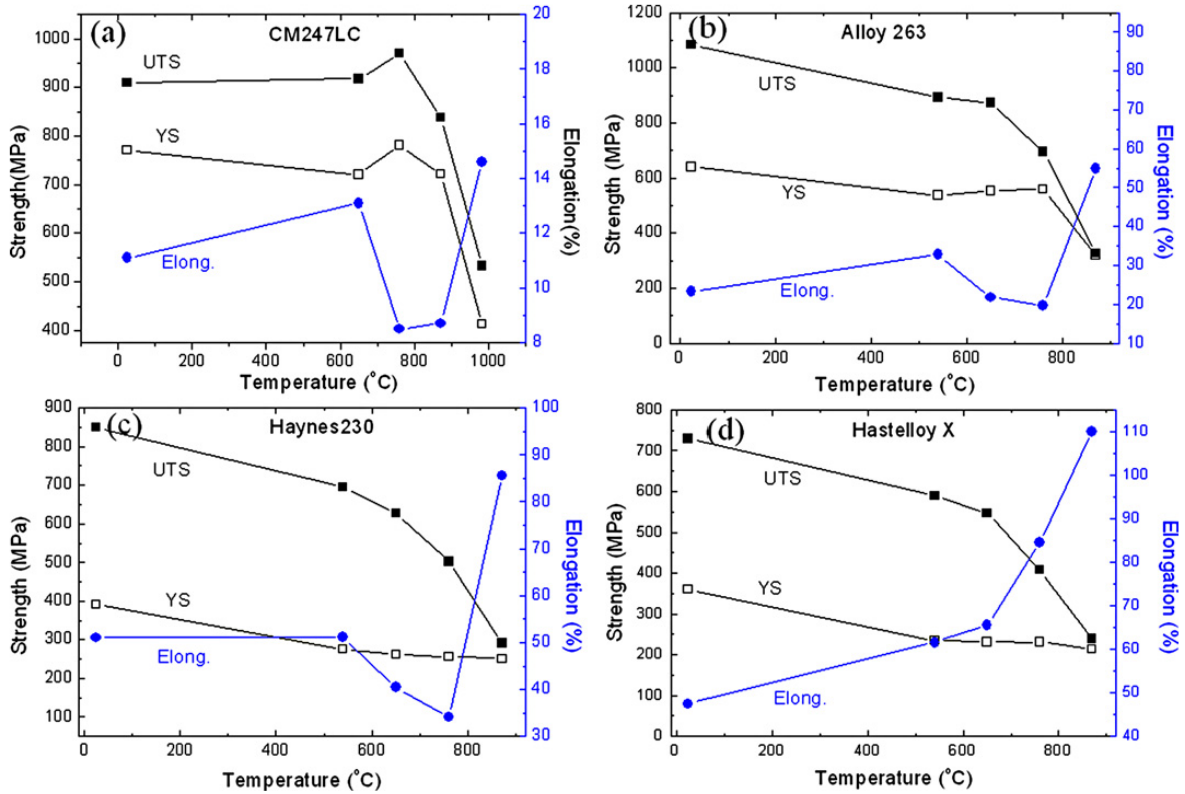 (a)
CM247LC
UTS
YS
Elong.
Strength(MPa)
1000
900
800
700
600
500
400
Elongation(%)
20
18
16
14
12
10
8
0 200 400 600 800 1000
Temperature (°C)
(b)
Alloy 263
UTS
YS
Elong.
Strength (MPa)
1200
1000
800
600
400
200
0
Elongation (%)
90
80
70
60
50
40
30
20
10
0 200 400 600 800
Temperature (°C)
(c)
Haynes230
UTS
YS
Elong.
Strength (MPa)
900
800
700
600
500
400
300
200
100
Elongation (%)
100
90
80
70
60
50
40
30
0 200 400 600 800
Temperature (°C)
(d)
Hastelloy X
UTS
YS
Elong.
Strength (MPa)
800
700
600
500
400
300
200
100
0
Elongation (%)
110
100
90
80
70
60
50
40
0 200 400 600 800
Temperature (°C)